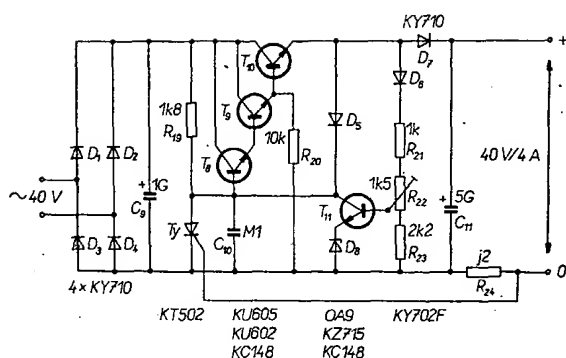 KY710
T10
D7
+
T9
D6
1k8
R19
10k
R20
D5
1k
R21
D1
D2
T8
40 V/4 A
1G
+
C9
1k5
R22
+
5G
C11
~40 V
T11
Ty
M1
C10
2k2
R23
D3
D4
D8
j2
R24
0
4×KY710
KT502
KU605
KU602
KC148
OA9
KZ715
KC148
KY702F